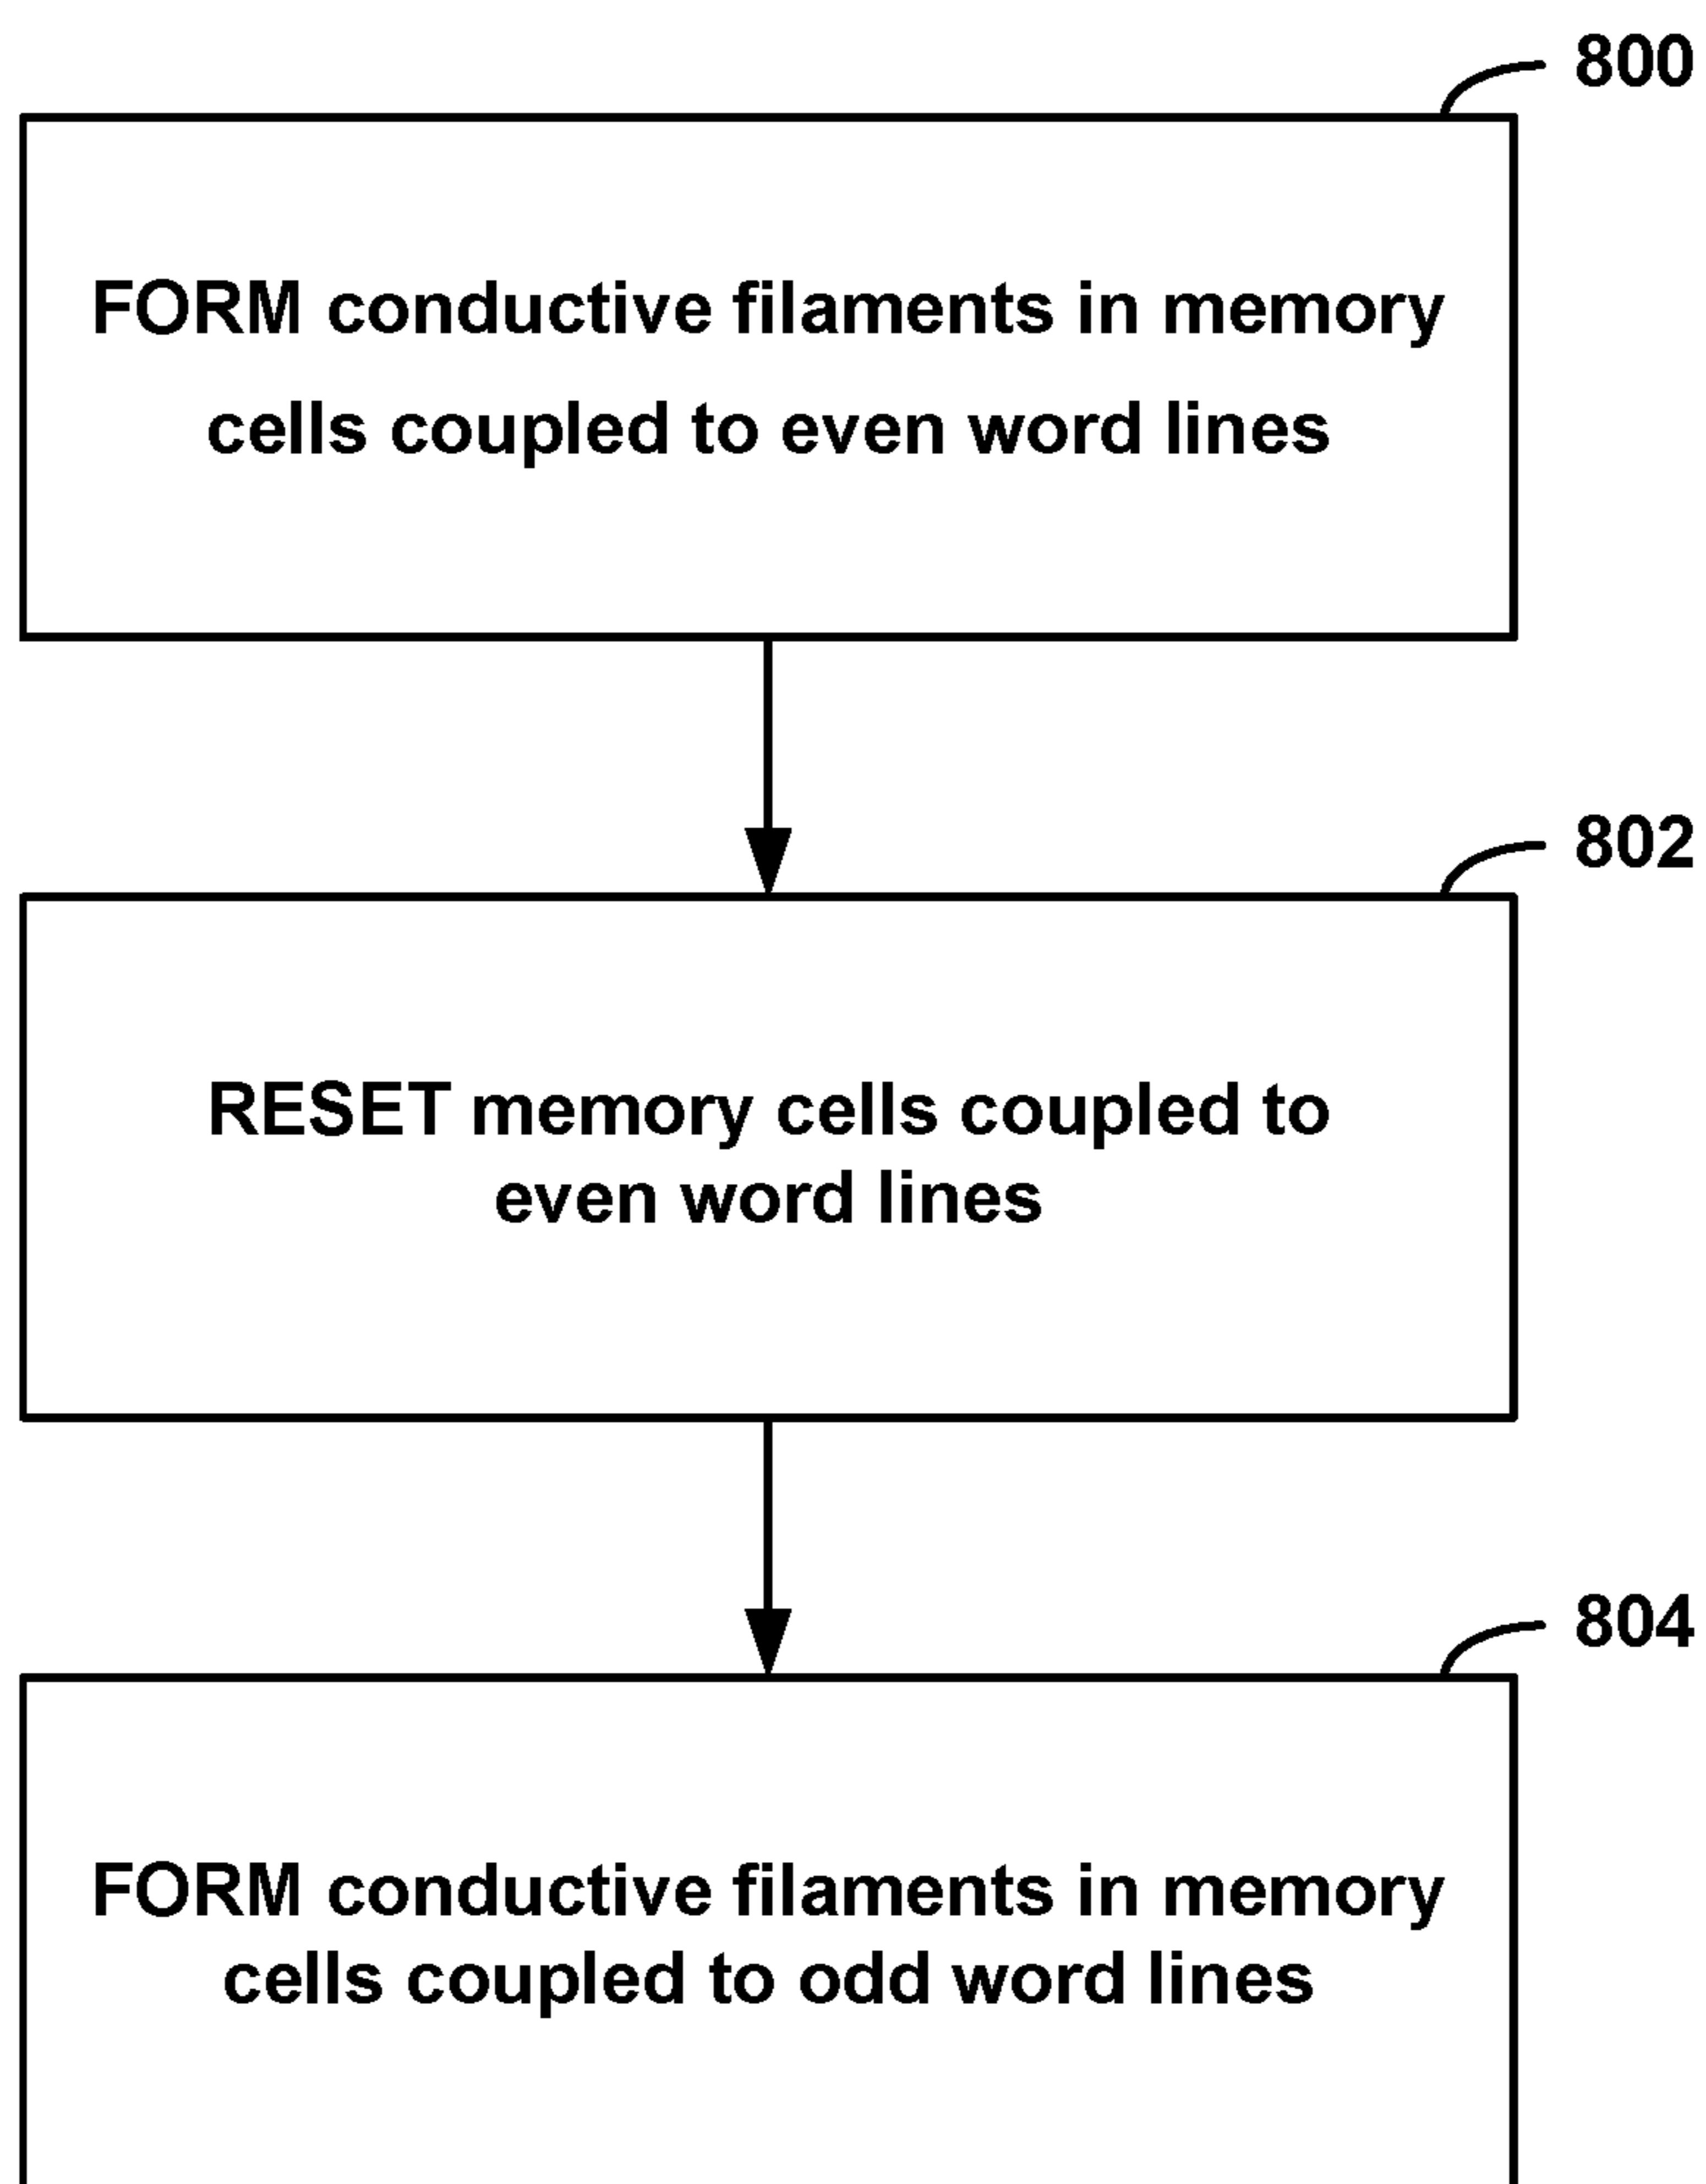 800
FORM conductive filaments in memory
cells coupled to even word lines
802
RESET memory cells coupled to
even word lines
804
FORM conductive filaments in memory
cells coupled to odd word lines